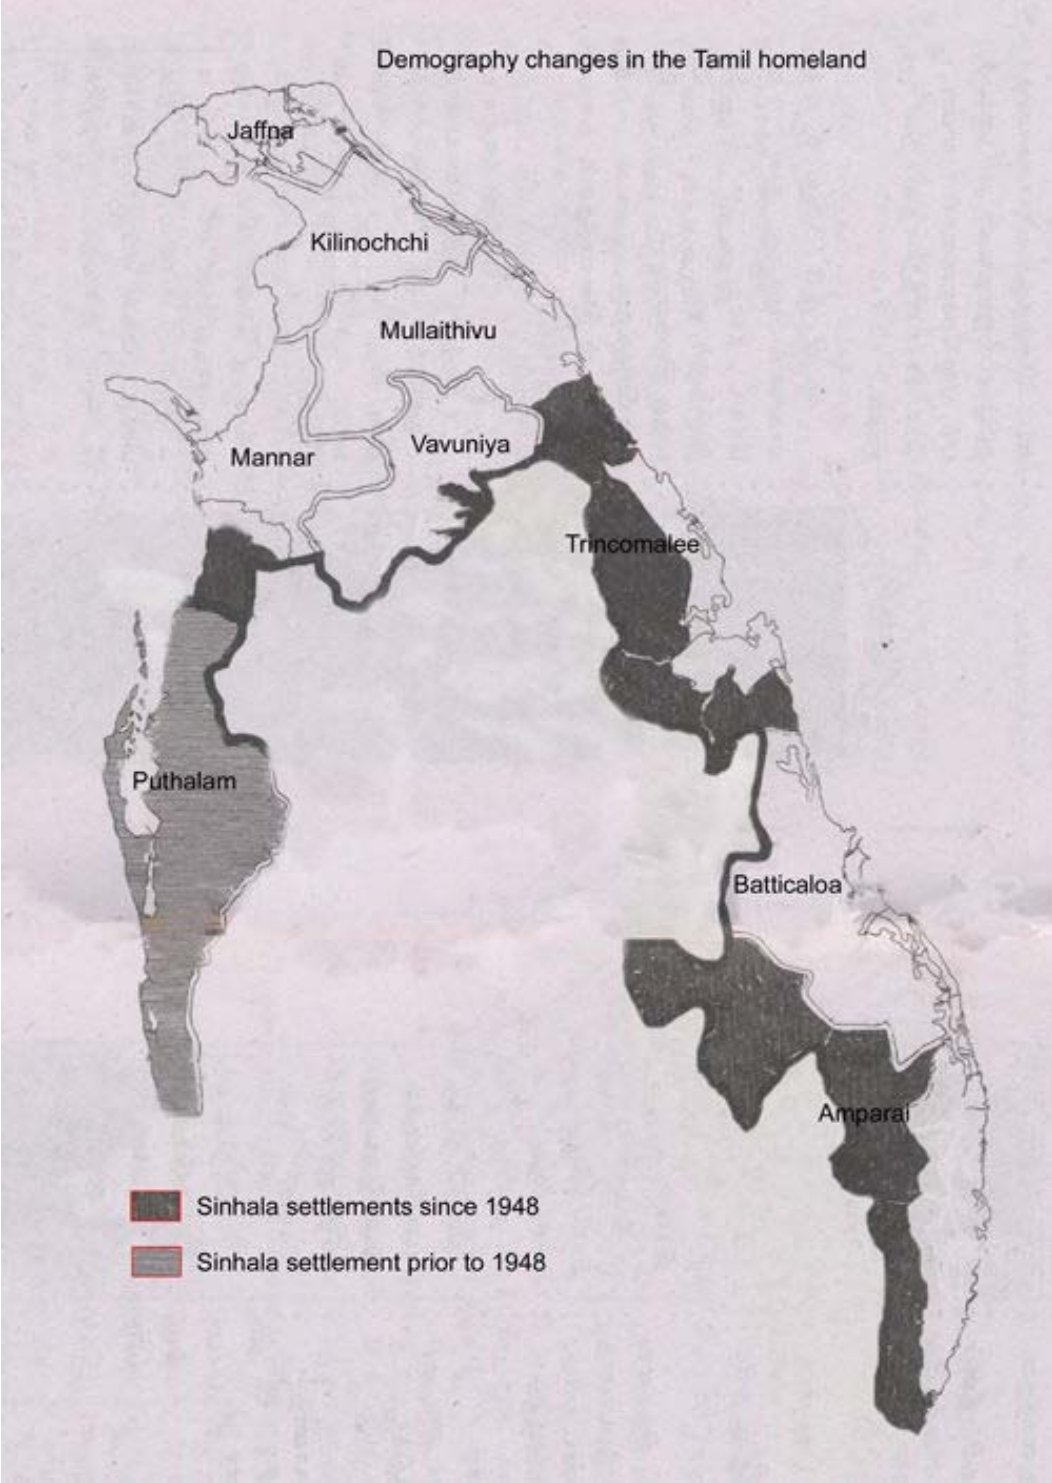 Demography changes in the Tamil homeland
Jaffna
Kilinochchi
Mullaithivu
Vavuniya
Mannar
Trincomalee
Puthalam
Batticaloa
Amparai
Sinhala settlements since 1948
Sinhala settlement prior to 1948